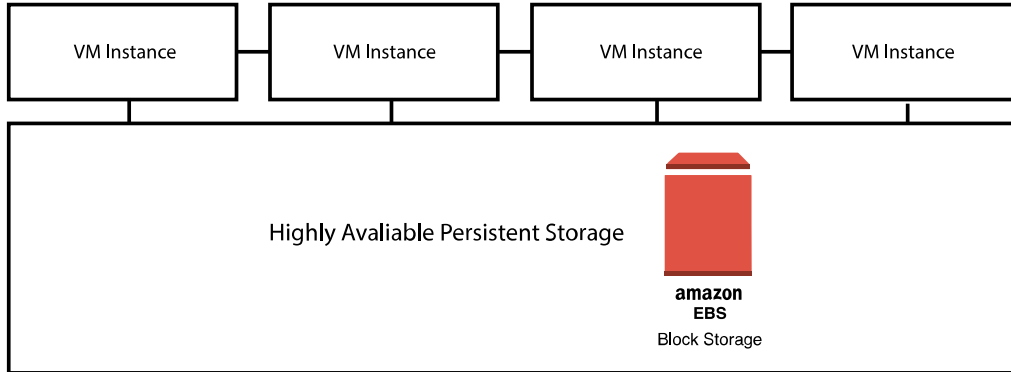 VM Instance
VM Instance
VM Instance
VM Instance
Highly Avaliable Persistent Storage
amazon
EBS
Block Storage